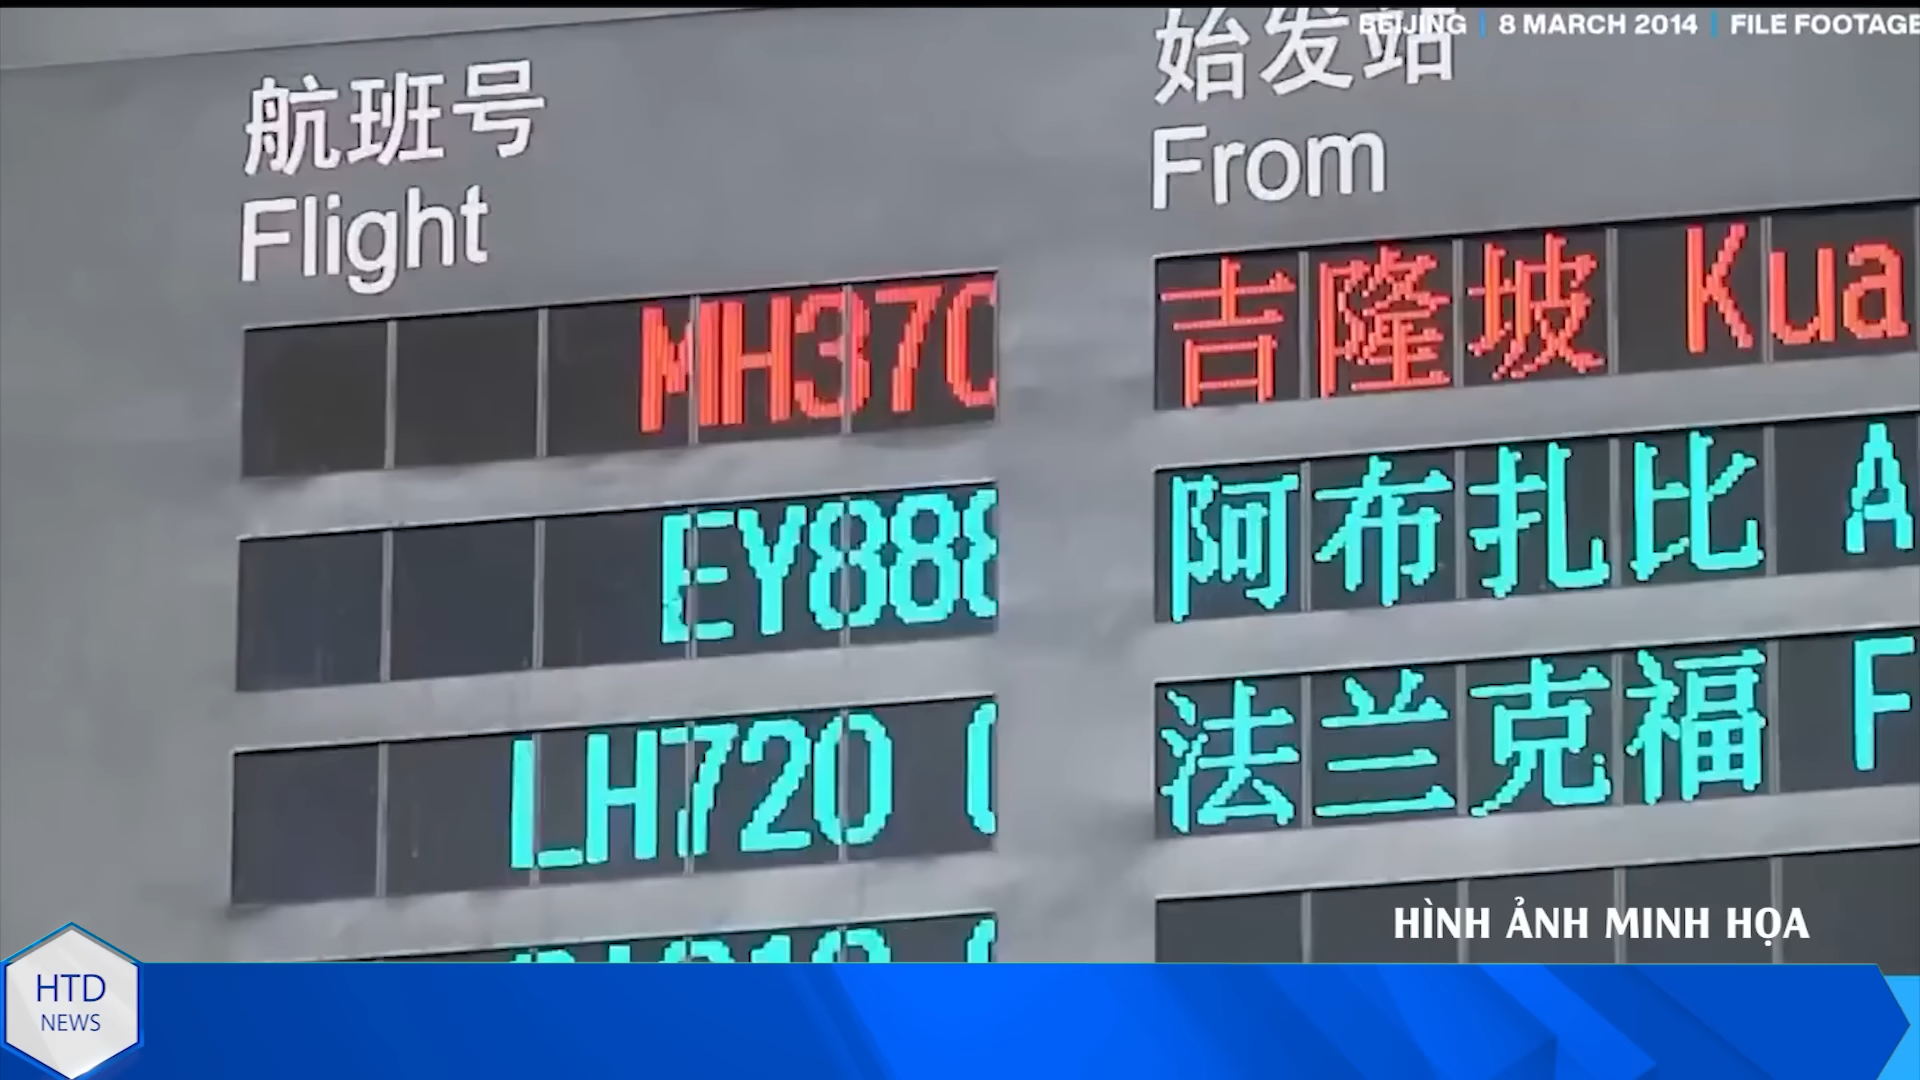 BEIJING | 8 MARCH 2014 | FILE FOOTAGE
航班号
Flight
始发站
From
MH370
吉隆坡 Kua
EY888
阿布扎比 A
LH720
法兰克福 F
HÌNH ẢNH MINH HỌA
HTD
NEWS